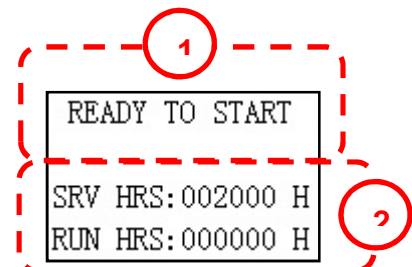 1
READY TO START
SRV HRS:002000 H
2
RUN HRS:000000 H